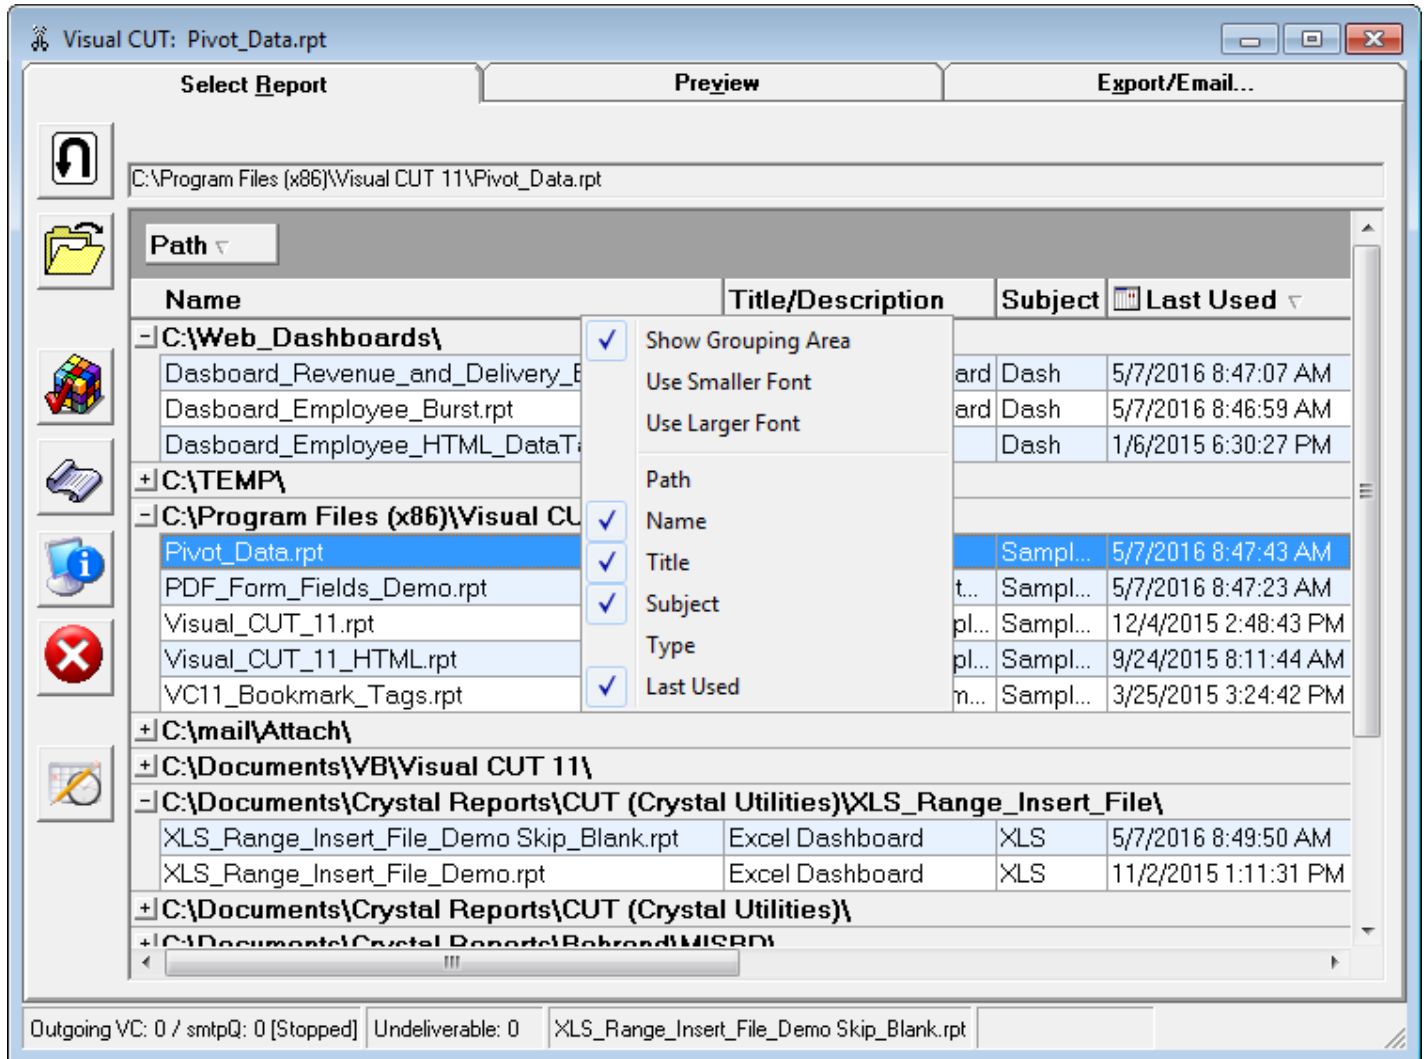 Visual CUT: Pivot_Data.rpt
Select Report Preview Export/Email...
C:\Program Files (x86)\Visual CUT 11\Pivot_Data.rpt
Path
Name Title/Description Subject Last Used
C:\Web_Dashboards\
Dasboard_Revenue_and_Delivery_ ard Dash 5/7/2016 8:47:07 AM
Dasboard_Employee_Burst.rpt ard Dash 5/7/2016 8:46:59 AM
Dasboard_Employee_HTML_DataT Dash 1/6/2015 6:30:27 PM
C:\TEMP\
C:\Program Files (x86)\Visual CU
Pivot_Data.rpt Sampl... 5/7/2016 8:47:43 AM
PDF_Form_Fields_Demo.rpt t... Sampl... 5/7/2016 8:47:23 AM
Visual_CUT_11.rpt pl... Sampl... 12/4/2015 2:48:43 PM
Visual_CUT_11_HTML.rpt pl... Sampl... 9/24/2015 8:11:44 AM
VC11_Bookmark_Tags.rpt Sampl... 3/25/2015 3:24:42 PM
Show Grouping Area
Use Smaller Font
Use Larger Font
Path
Name
Title
Subject
Type
Last Used
C:\mail\Attach\
C:\Documents\VB\Visual CUT 11\
C:\Documents\Crystal Reports\CUT (Crystal Utilities)\XLS_Range_Insert_File\
XLS_Range_Insert_File_Demo Skip_Blank.rpt Excel Dashboard XLS 5/7/2016 8:49:50 AM
XLS_Range_Insert_File_Demo.rpt Excel Dashboard XLS 11/2/2015 1:11:31 PM
C:\Documents\Crystal Reports\CUT (Crystal Utilities)\
Outgoing VC: 0 / smtpQ: 0 [Stopped] Undeliverable: 0 XLS_Range_Insert_File_Demo Skip_Blank.rpt